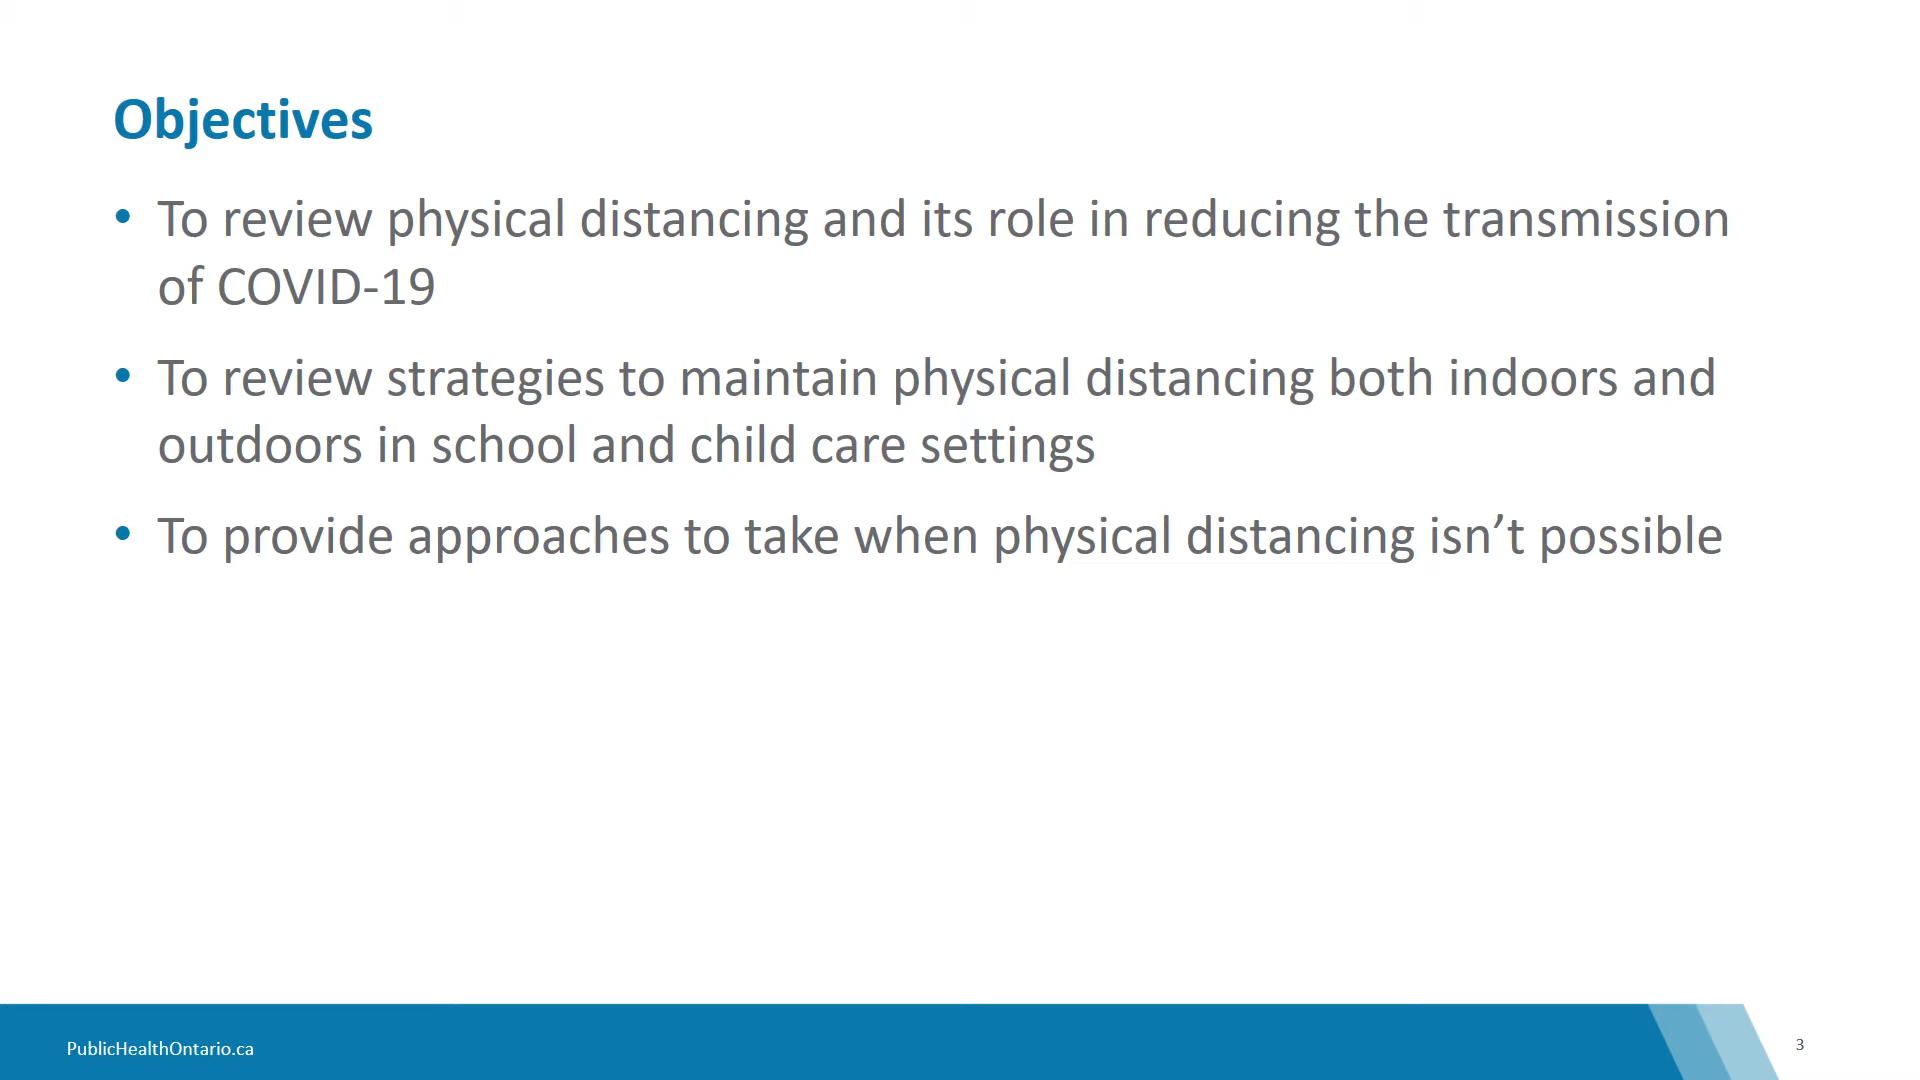 Objectives
• To review physical distancing and its role in reducing the transmission
of COVID-19
• To review strategies to maintain physical distancing both indoors and
outdoors in school and child care settings
• To provide approaches to take when physical distancing isn’t possible
PublicHealthOntario.ca
3